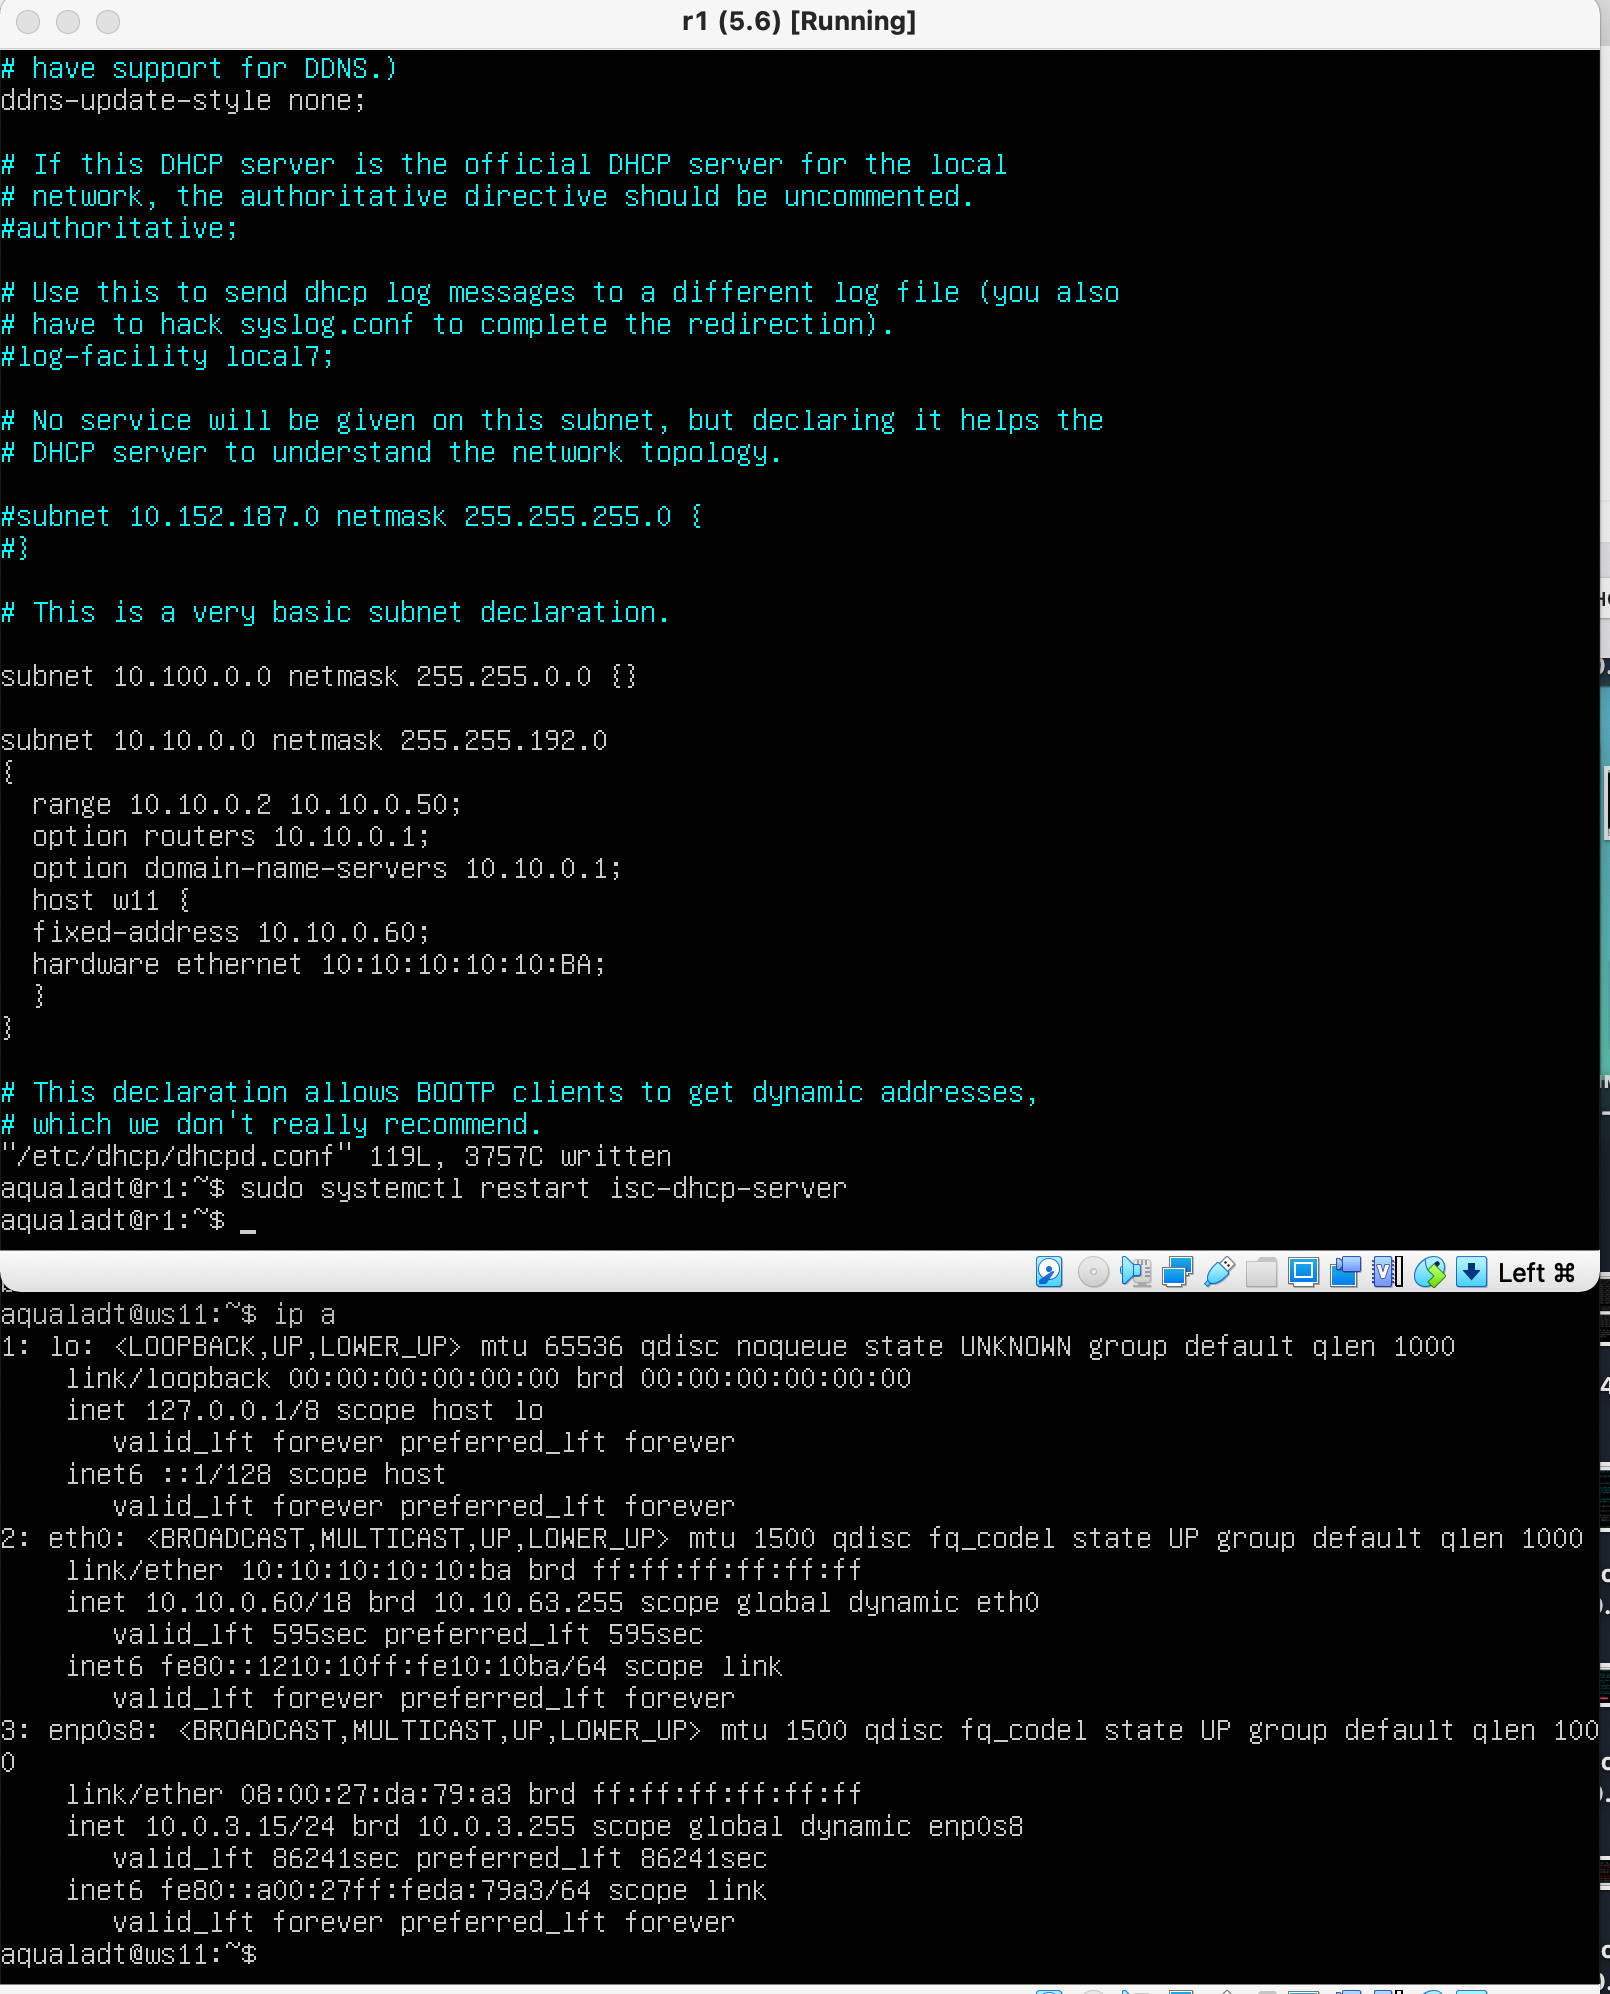 r1 (5.6) [Running]
# have support for DDNS.)
ddns-update-style none;
# If this DHCP server is the official DHCP server for the local
# network, the authoritative directive should be uncommented.
#authoritative;
# Use this to send dhcp log messages to a different log file (you also
# have to hack syslog.conf to complete the redirection).
#log-facility local7;
# No service will be given on this subnet, but declaring it helps the
# DHCP server to understand the network topology.
#subnet 10.152.187.0 netmask 255.255.255.0 {
#}
# This is a very basic subnet declaration.
subnet 10.100.0.0 netmask 255.255.0.0 {}
subnet 10.10.0.0 netmask 255.255.192.0
{
  range 10.10.0.2 10.10.0.50;
  option routers 10.10.0.1;
  option domain-name-servers 10.10.0.1;
  host w11 {
  fixed-address 10.10.0.60;
  hardware ethernet 10:10:10:10:10:BA;
  }
}
# This declaration allows BOOTP clients to get dynamic addresses,
# which we don't really recommend.
"/etc/dhcp/dhcpd.conf" 119L, 3757C written
aqualadt@r1:~$ sudo systemctl restart isc-dhcp-server
aqualadt@r1:~$ _
Left ⌘
aqualadt@ws11:~$ ip a
1: lo: <LOOPBACK,UP,LOWER_UP> mtu 65536 qdisc noqueue state UNKNOWN group default qlen 1000
    link/loopback 00:00:00:00:00:00 brd 00:00:00:00:00:00
    inet 127.0.0.1/8 scope host lo
       valid_lft forever preferred_lft forever
    inet6 ::1/128 scope host
       valid_lft forever preferred_lft forever
2: eth0: <BROADCAST,MULTICAST,UP,LOWER_UP> mtu 1500 qdisc fq_codel state UP group default qlen 1000
    link/ether 10:10:10:10:10:ba brd ff:ff:ff:ff:ff:ff
    inet 10.10.0.60/18 brd 10.10.63.255 scope global dynamic eth0
       valid_lft 595sec preferred_lft 595sec
    inet6 fe80::1210:10ff:fe10:10ba/64 scope link
       valid_lft forever preferred_lft forever
3: enp0s8: <BROADCAST,MULTICAST,UP,LOWER_UP> mtu 1500 qdisc fq_codel state UP group default qlen 100
0
    link/ether 08:00:27:da:79:a3 brd ff:ff:ff:ff:ff:ff
    inet 10.0.3.15/24 brd 10.0.3.255 scope global dynamic enp0s8
       valid_lft 86241sec preferred_lft 86241sec
    inet6 fe80::a00:27ff:feda:79a3/64 scope link
       valid_lft forever preferred_lft forever
aqualadt@ws11:~$